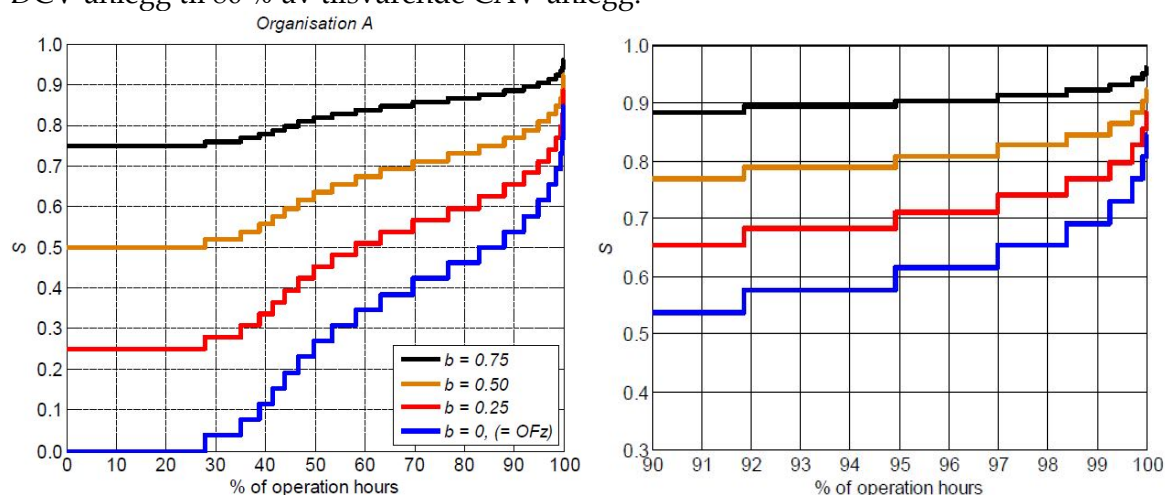 DCV-anlegg til 80 % av tilsvarende CAV-anlegg.
Organisation A
1.0
0.9
0.8
0.7
0.6
0.5
0.4
0.3
0.2
0.1
0.0
S
0 10 20 30 40 50 60 70 80 90 100
% of operation hours
b = 0.75
b = 0.50
b = 0.25
b = 0, (= OFz)
1.0
0.9
0.8
0.7
0.6
0.5
0.4
0.3
S
90 91 92 93 94 95 96 97 98 99 100
% of operation hours